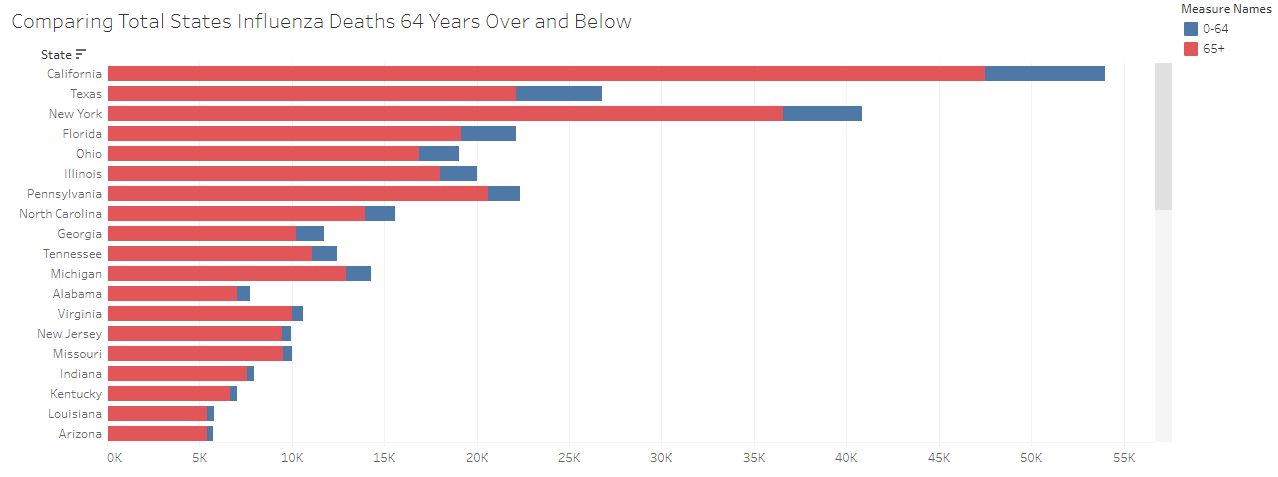 Comparing Total States Influenza Deaths 64 Years Over and Below
Measure Names
0-64
65+
State
California
Texas
New York
Florida
Ohio
Illinois
Pennsylvania
North Carolina
Georgia
Tennessee
Michigan
Alabama
Virginia
New Jersey
Missouri
Indiana
Kentucky
Louisiana
Arizona
0K 5K 10K 15K 20K 25K 30K 35K 40K 45K 50K 55K